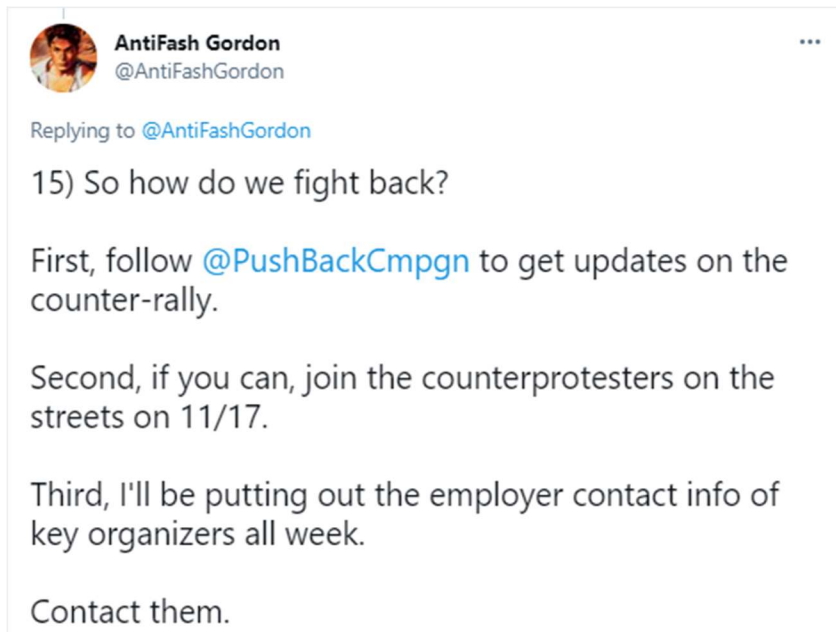 AntiFash Gordon
@AntiFashGordon
Replying to @AntiFashGordon
15) So how do we fight back?
First, follow @PushBackCmpgn to get updates on the
counter-rally.
Second, if you can, join the counterprotesters on the
streets on 11/17.
Third, I'll be putting out the employer contact info of
key organizers all week.
Contact them.